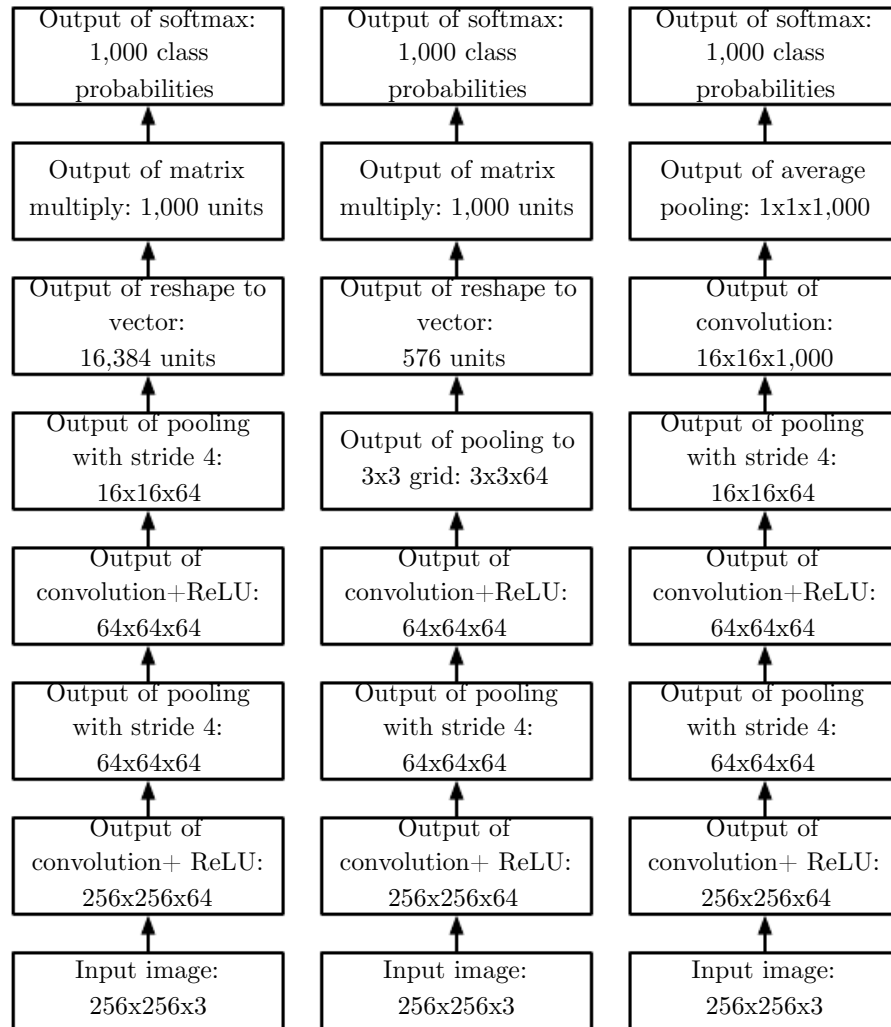 Output of softmax:
1,000 class
probabilities
Output of matrix
multiply: 1,000 units
Output of reshape to
vector:
16,384 units
Output of pooling
with stride 4:
16x16x64
Output of
convolution+ReLU:
64x64x64
Output of pooling
with stride 4:
64x64x64
Output of
convolution+ ReLU:
256x256x64
Input image:
256x256x3
Output of softmax:
1,000 class
probabilities
Output of matrix
multiply: 1,000 units
Output of reshape to
vector:
576 units
Output of pooling to
3x3 grid: 3x3x64
Output of
convolution+ReLU:
64x64x64
Output of pooling
with stride 4:
64x64x64
Output of
convolution+ ReLU:
256x256x64
Input image:
256x256x3
Output of softmax:
1,000 class
probabilities
Output of average
pooling: 1x1x1,000
Output of
convolution:
16x16x1,000
Output of pooling
with stride 4:
16x16x64
Output of
convolution+ReLU:
64x64x64
Output of pooling
with stride 4:
64x64x64
Output of
convolution+ ReLU:
256x256x64
Input image:
256x256x3